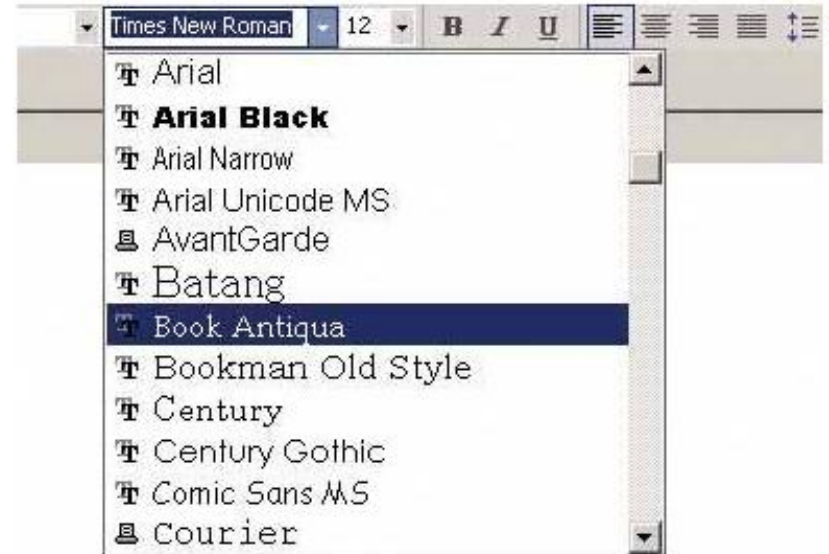 Times New Roman 12 B I U
Arial
Arial Black
Arial Narrow
Arial Unicode MS
AvantGarde
Batang
Book Antiqua
Bookman Old Style
Century
Century Gothic
Comic Sans MS
Courier